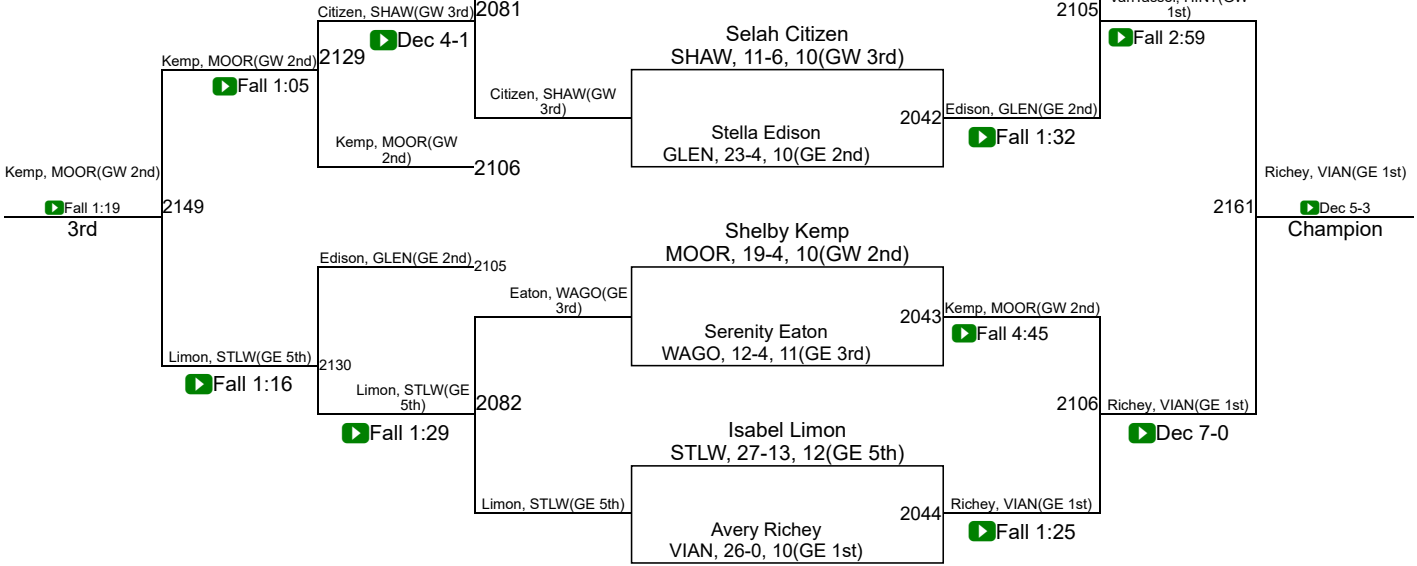 Citizen, SHAW(GW 3rd)
2081
Dec 4-1
Kemp, MOOR(GW 2nd)
2129
Fall 1:05
Citizen, SHAW(GW
3rd)
Kemp, MOOR(GW
2nd)
2106
Kemp, MOOR(GW 2nd)
Fall 1:19
3rd
2149
Edison, GLEN(GE 2nd)
2105
Eaton, WAGO(GE
3rd)
Limon, STLW(GE 5th)
2130
Fall 1:16
Limon, STLW(GE
5th)
2082
Fall 1:29
Limon, STLW(GE 5th)
Selah Citizen
SHAW, 11-6, 10(GW 3rd)
2042
Stella Edison
GLEN, 23-4, 10(GE 2nd)
Shelby Kemp
MOOR, 19-4, 10(GW 2nd)
2043
Serenity Eaton
WAGO, 12-4, 11(GE 3rd)
Isabel Limon
STLW, 27-13, 12(GE 5th)
2044
Avery Richey
VIAN, 26-0, 10(GE 1st)
2105
1st)
Fall 2:59
Edison, GLEN(GE 2nd)
Fall 1:32
Kemp, MOOR(GW 2nd)
Fall 4:45
2106
Richey, VIAN(GE 1st)
Dec 7-0
Richey, VIAN(GE 1st)
Fall 1:25
2161
Richey, VIAN(GE 1st)
Dec 5-3
Champion